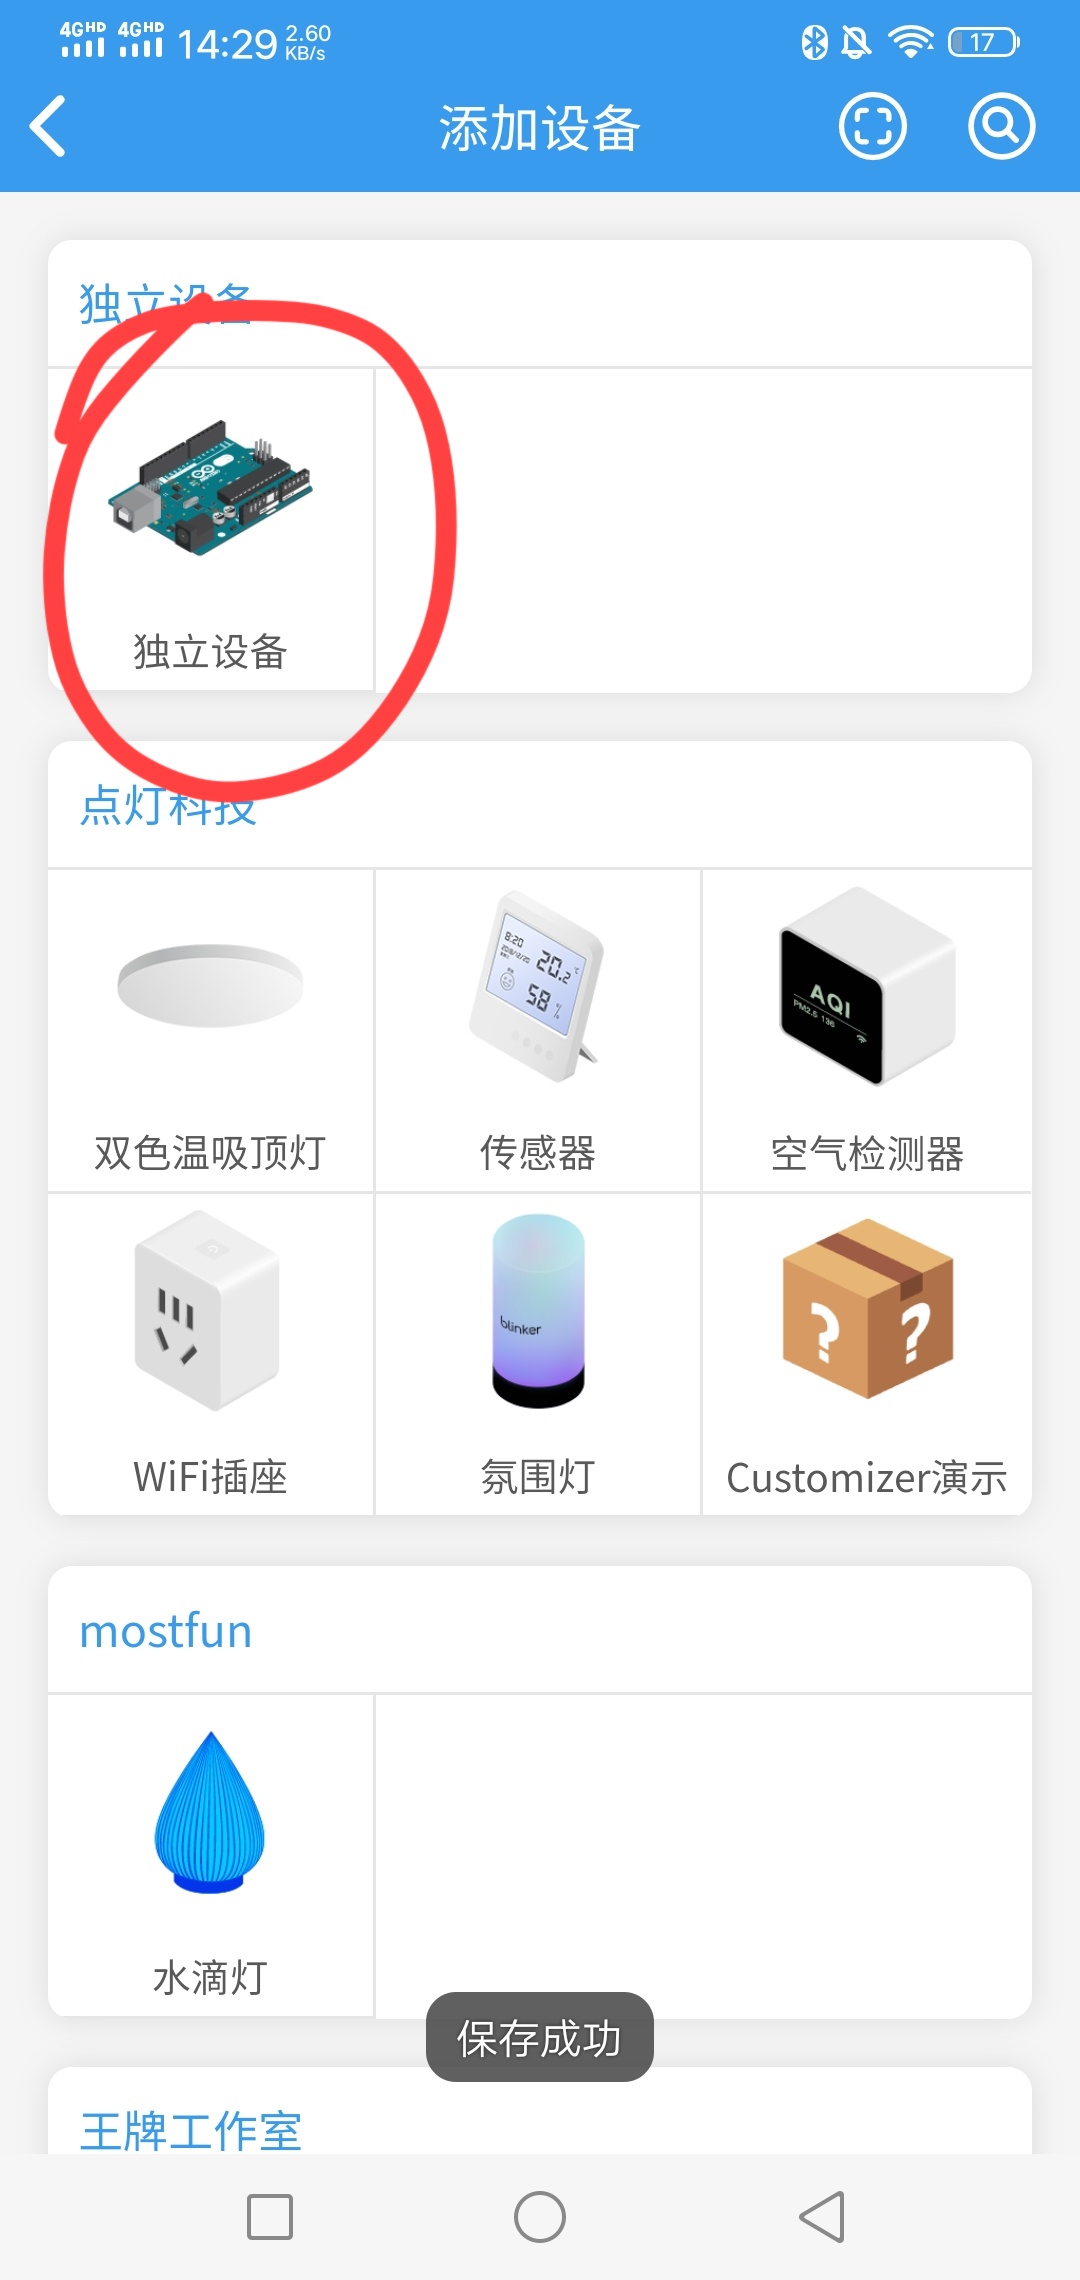 4GHD 4GHD 14:29 2.60 KB/s 17
添加设备
独立设备
独立设备
点灯科技
8:20
2018/12/20
20.2 ℃
58 %
AQI
PM2.5 136
双色温吸顶灯 传感器 空气检测器
blinker
? ?
WiFi插座 氛围灯 Customizer演示
mostfun
水滴灯
保存成功
王牌工作室